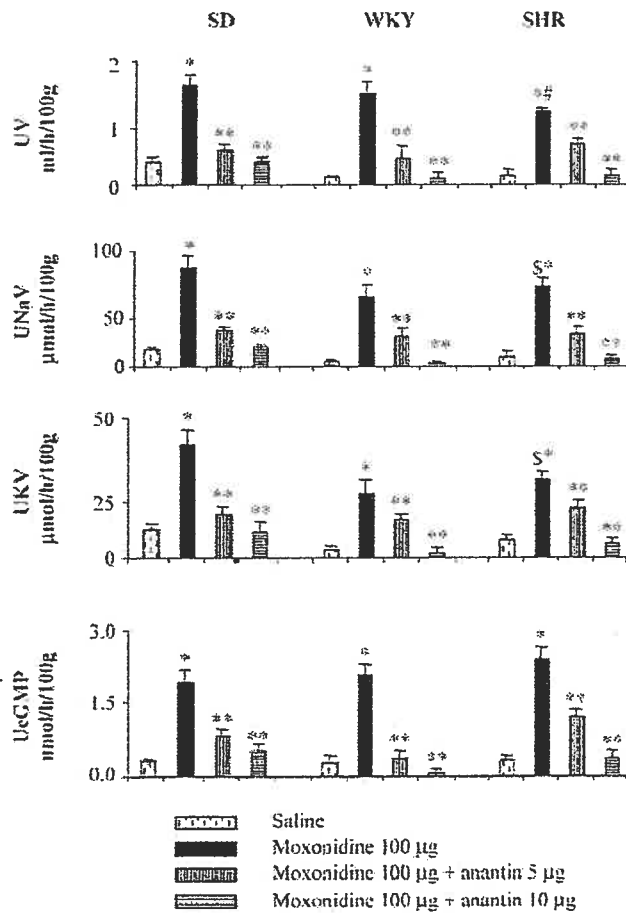 SD WKY SHR
UV
ml/h/100g
2
1
0
* ** ** * ** ** *# ** **
UNaV
µmol/h/100g
100
50
0
* ** ** * ** ** $* ** **
UKV
µmol/h/100g
50
25
0
* ** ** * ** ** $* ** **
UcGMP
nmol/h/100g
3.0
1.5
0.0
* ** ** * ** ** * ** **
Saline
Moxonidine 100 µg
Moxonidine 100 µg + anantin 5 µg
Moxonidine 100 µg + anantin 10 µg